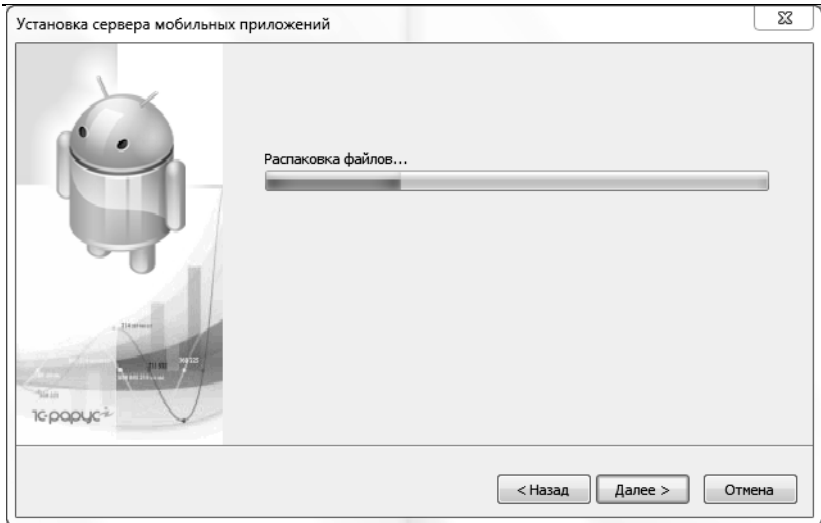 Установка сервера мобильных приложений
Распаковка файлов...
1С·рарус
< Назад
Далее >
Отмена